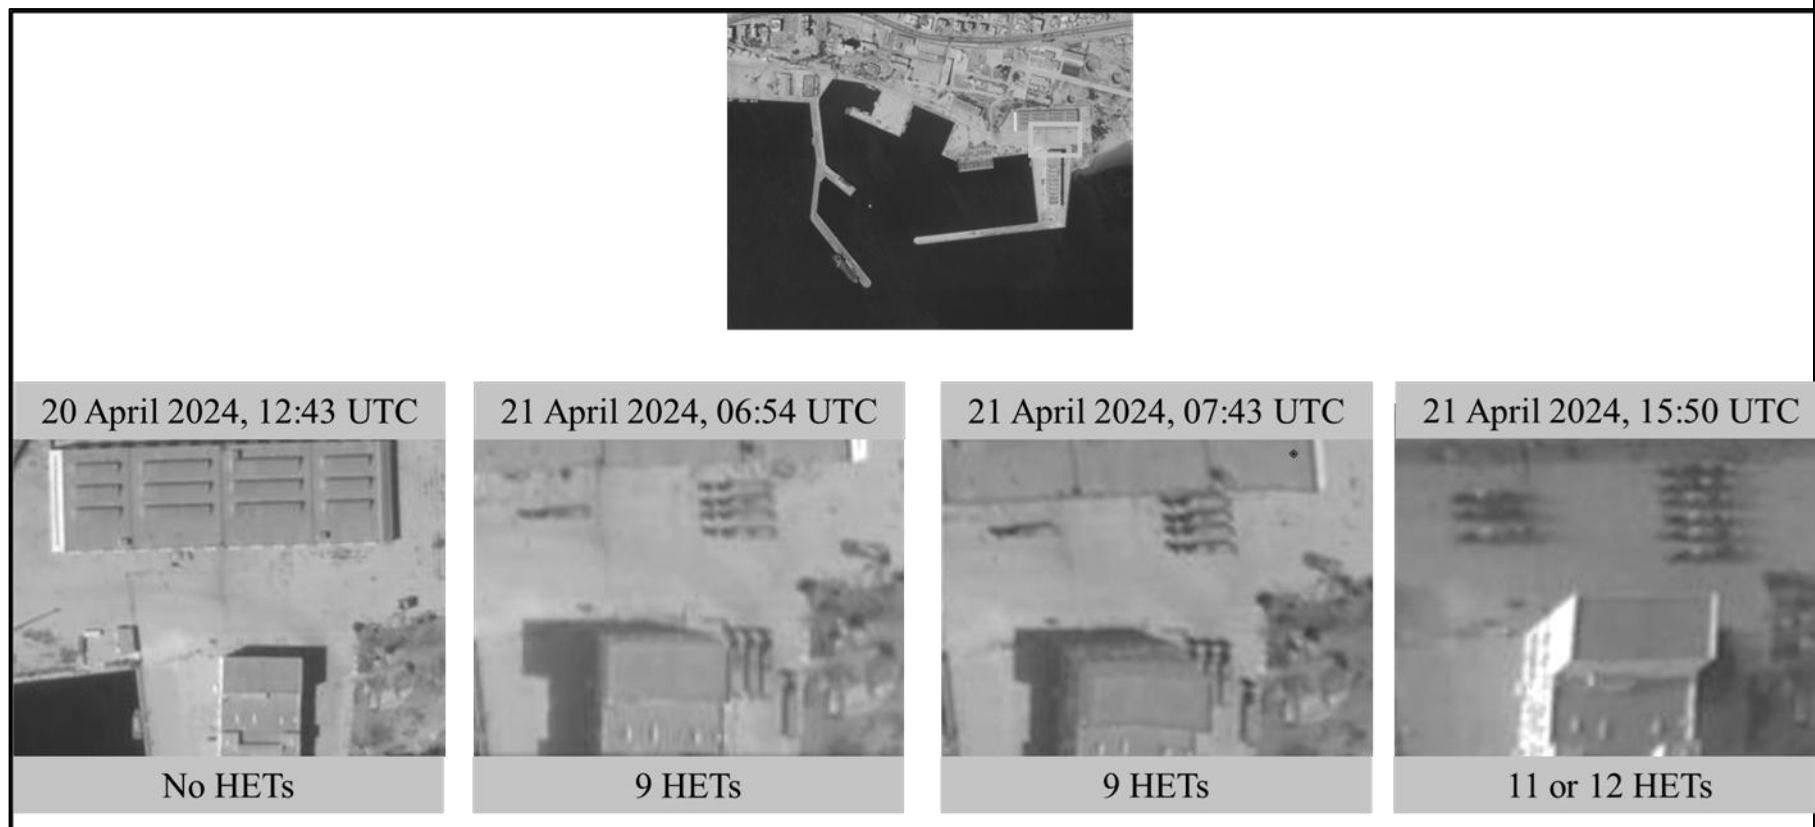 20 April 2024, 12:43 UTC
21 April 2024, 06:54 UTC
21 April 2024, 07:43 UTC
21 April 2024, 15:50 UTC
No HETs
9 HETs
9 HETs
11 or 12 HETs